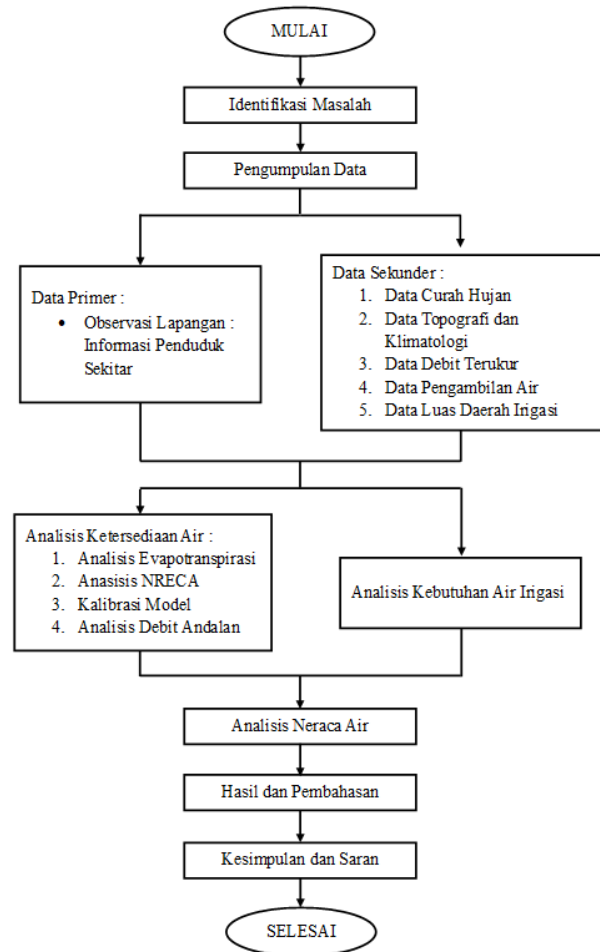 MULAI
Identifikasi Masalah
Pengumpulan Data
Data Primer :
• Observasi Lapangan :
Informasi Penduduk
Sekitar
Data Sekunder :
1. Data Curah Hujan
2. Data Topografi dan
Klimatologi
3. Data Debit Terukur
4. Data Pengambilan Air
5. Data Luas Daerah Irigasi
Analisis Ketersediaan Air :
1. Analisis Evapotranspirasi
2. Anasisis NRECA
3. Kalibrasi Model
4. Analisis Debit Andalan
Analisis Kebutuhan Air Irigasi
Analisis Neraca Air
Hasil dan Pembahasan
Kesimpulan dan Saran
SELESAI